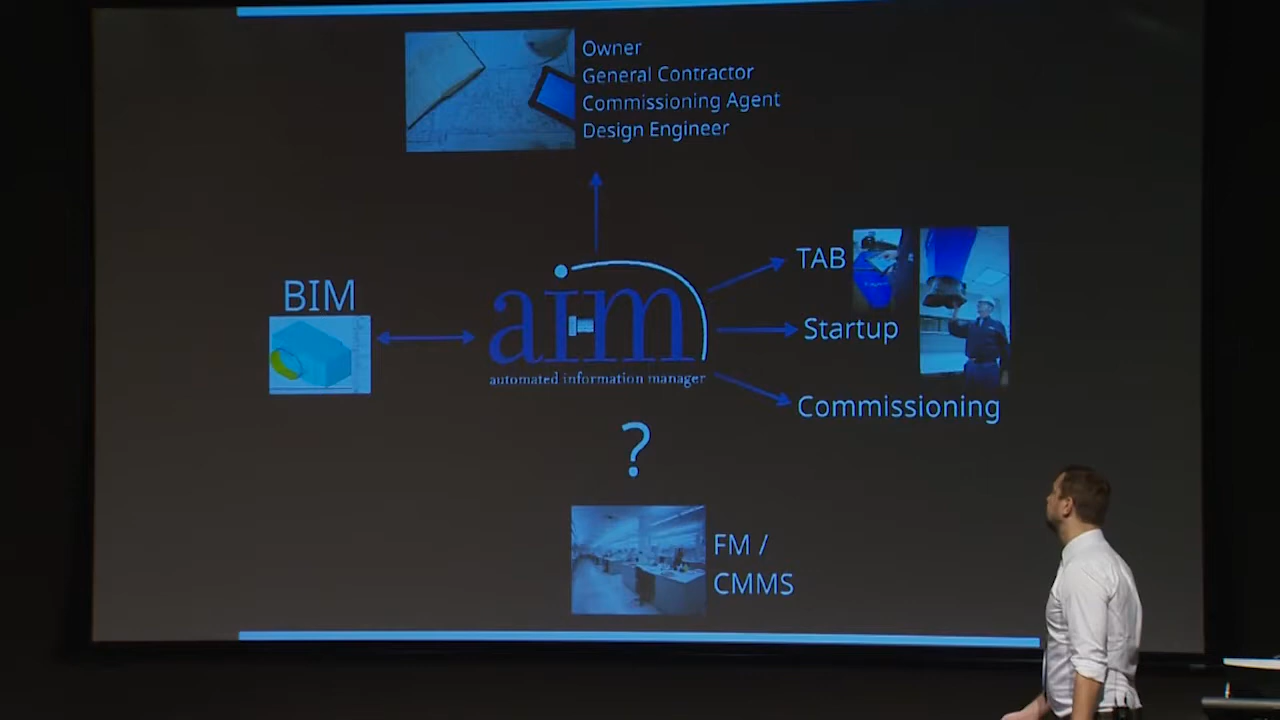 Owner
General Contractor
Commissioning Agent
Design Engineer
BIM
aim
automated information manager
TAB
Startup
Commissioning
?
FM /
CMMS